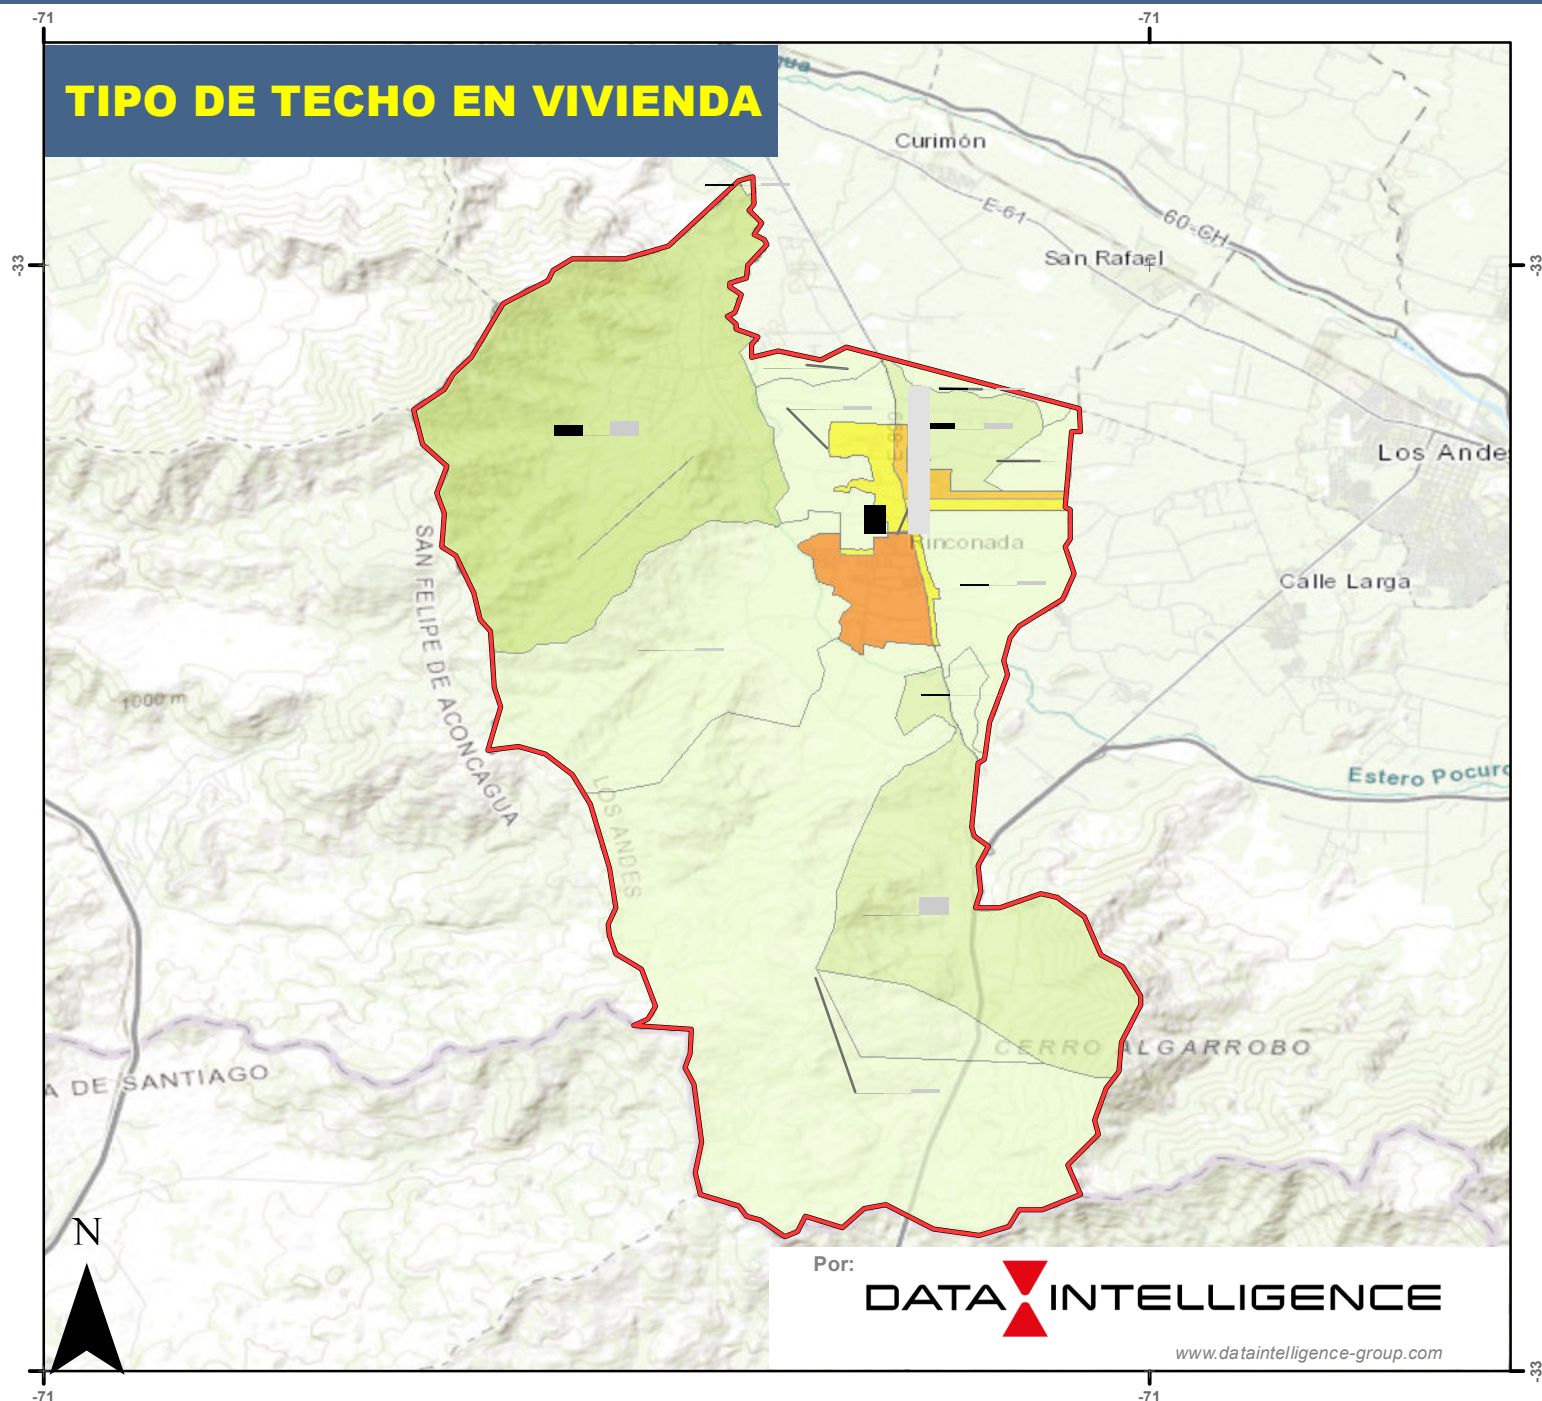 -71
-71
TIPO DE TECHO EN VIVIENDA
Curimón
E-61
60-CH
-33
San Rafael
-33
Los Ande
Rinconada
Calle Larga
SAN FELIPE DE ACONCAGUA
1000 m
LOS ANDES
Estero Pocuro
CERRO ALGARROBO
A DE SANTIAGO
N
Por:
DATA INTELLIGENCE
www.dataintelligence-group.com
-33
-71
-71